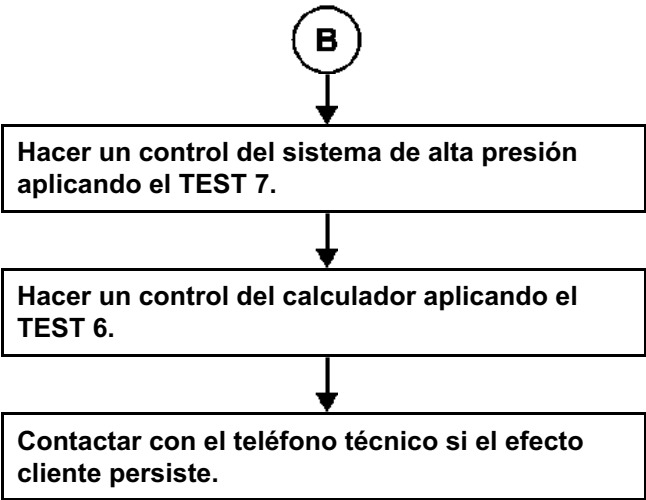 B
Hacer un control del sistema de alta presión
aplicando el TEST 7.
Hacer un control del calculador aplicando el
TEST 6.
Contactar con el teléfono técnico si el efecto
cliente persiste.